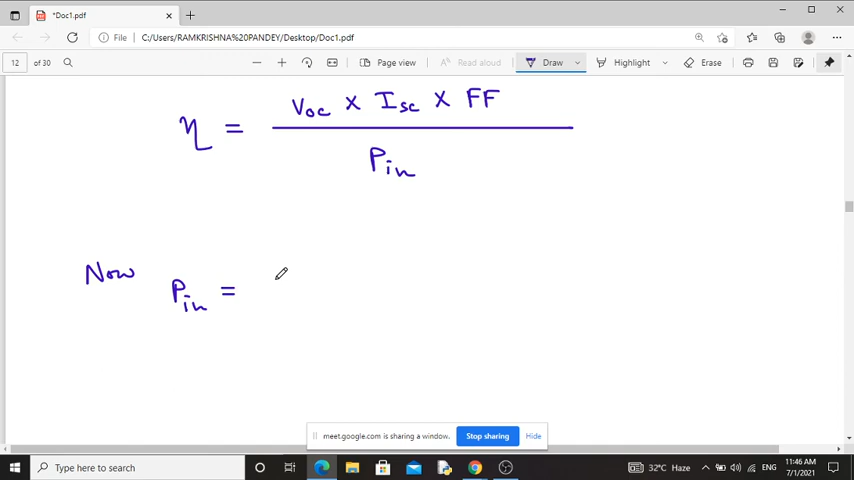 *Doc1.pdf
File C:/Users/RAMKRISHNA%20PANDEY/Desktop/Doc1.pdf
12 of 30 Page view Read aloud Draw Highlight Erase
Voc x Isc x FF
η =
Pin
Now
Pin =
meet.google.com is sharing a window. Stop sharing Hide
Type here to search
32°C Haze ENG
11:46 AM
7/1/2021